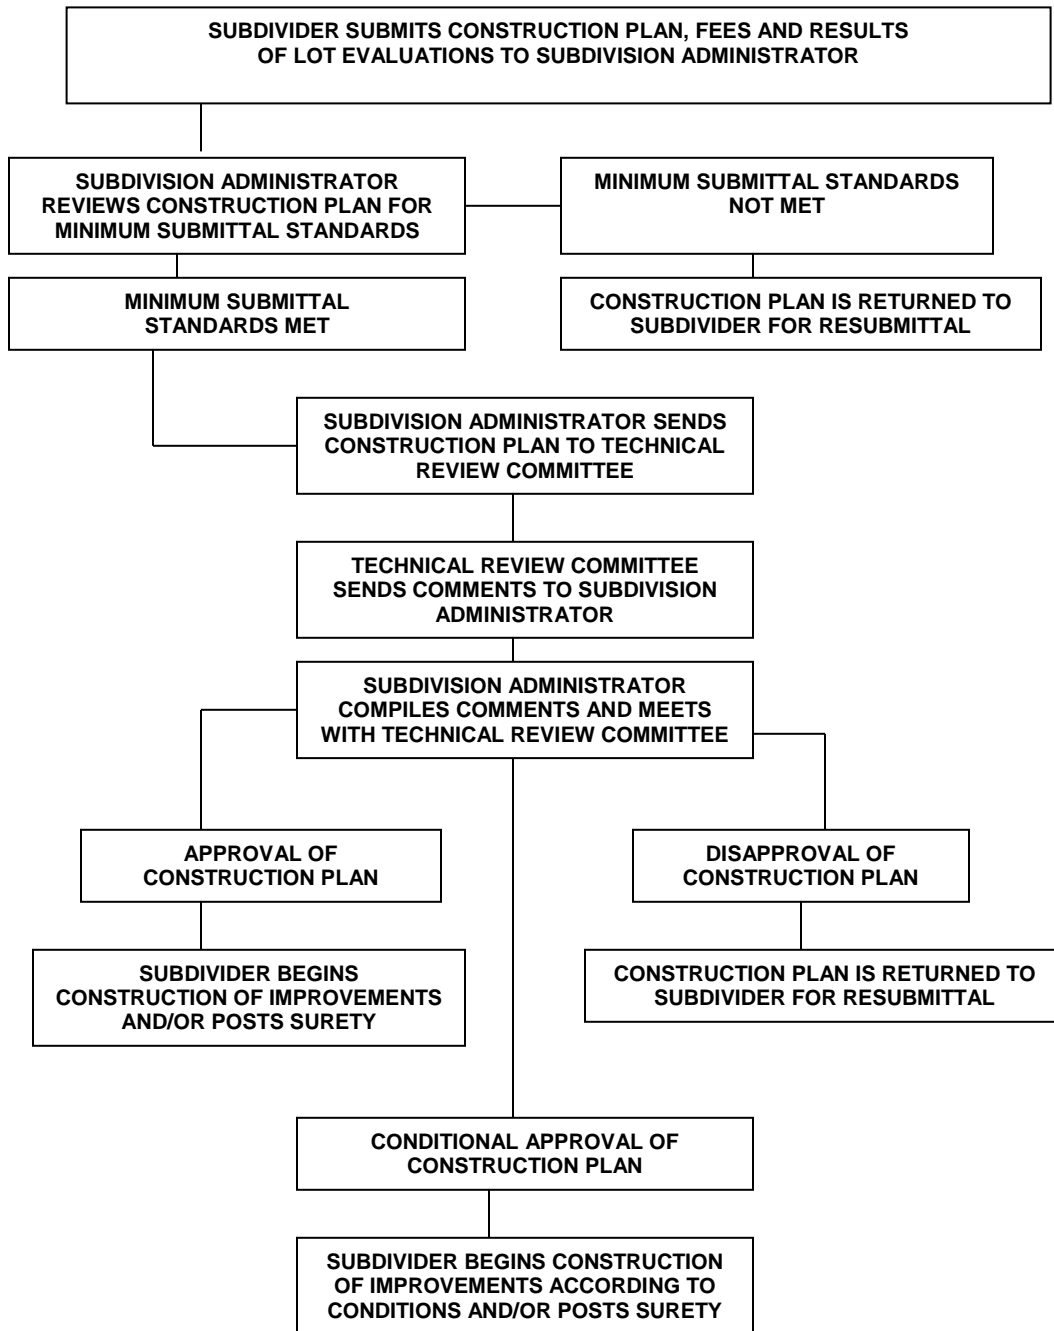 SUBDIVIDER SUBMITS CONSTRUCTION PLAN, FEES AND RESULTS
OF LOT EVALUATIONS TO SUBDIVISION ADMINISTRATOR
SUBDIVISION ADMINISTRATOR
REVIEWS CONSTRUCTION PLAN FOR
MINIMUM SUBMITTAL STANDARDS
MINIMUM SUBMITTAL STANDARDS
NOT MET
MINIMUM SUBMITTAL
STANDARDS MET
CONSTRUCTION PLAN IS RETURNED TO
SUBDIVIDER FOR RESUBMITTAL
SUBDIVISION ADMINISTRATOR SENDS
CONSTRUCTION PLAN TO TECHNICAL
REVIEW COMMITTEE
TECHNICAL REVIEW COMMITTEE
SENDS COMMENTS TO SUBDIVISION
ADMINISTRATOR
SUBDIVISION ADMINISTRATOR
COMPILES COMMENTS AND MEETS
WITH TECHNICAL REVIEW COMMITTEE
APPROVAL OF
CONSTRUCTION PLAN
DISAPPROVAL OF
CONSTRUCTION PLAN
SUBDIVIDER BEGINS
CONSTRUCTION OF IMPROVEMENTS
AND/OR POSTS SURETY
CONSTRUCTION PLAN IS RETURNED TO
SUBDIVIDER FOR RESUBMITTAL
CONDITIONAL APPROVAL OF
CONSTRUCTION PLAN
SUBDIVIDER BEGINS CONSTRUCTION
OF IMPROVEMENTS ACCORDING TO
CONDITIONS AND/OR POSTS SURETY